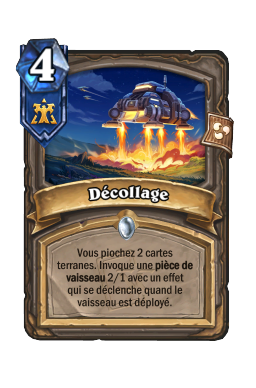 4
Décollage
Vous piochez 2 cartes
terranes. Invoque une pièce de
vaisseau 2/1 avec un effet
qui se déclenche quand le
vaisseau est déployé.